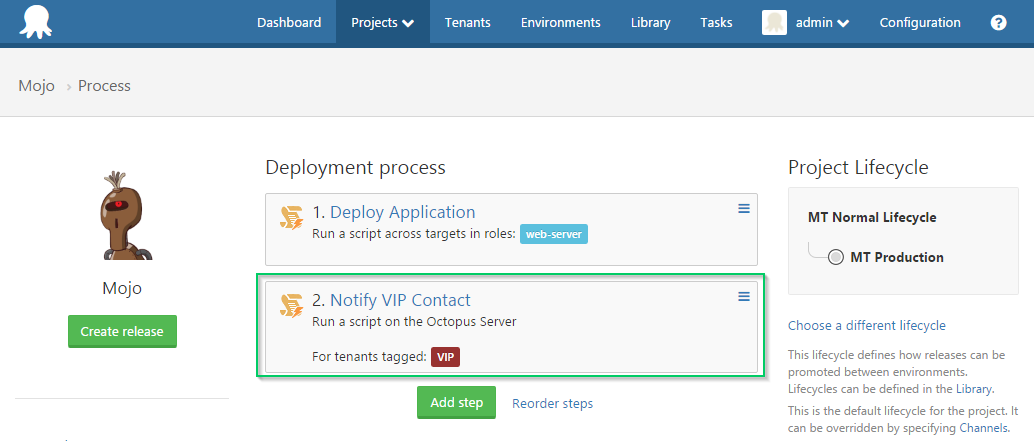 Dashboard Projects Tenants Environments Library Tasks admin Configuration ?
Mojo › Process
Deployment process
1. Deploy Application
Run a script across targets in roles: web-server
2. Notify VIP Contact
Run a script on the Octopus Server
For tenants tagged: VIP
Add step Reorder steps
Mojo
Create release
Project Lifecycle
MT Normal Lifecycle
MT Production
Choose a different lifecycle
This lifecycle defines how releases can be
promoted between environments.
Lifecycles can be defined in the Library.
This is the default lifecycle for the project. It
can be overridden by specifying Channels.